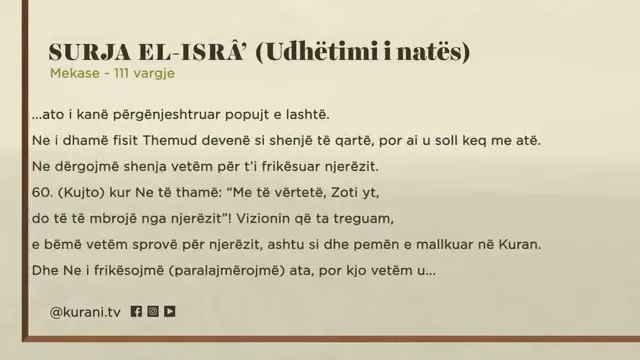 SURJA EL-ISRÂ’ (Udhëtimi i natës)
Mekase - 111 vargje
...ato i kanë përgënjeshtruar popujt e lashtë.
Ne i dhamë fisit Themud devenë si shenjë të qartë, por ai u soll keq me atë.
Ne dërgojmë shenja vetëm për t’i frikësuar njerëzit.
60. (Kujto) kur Ne të thamë: “Me të vërtetë, Zoti yt,
do të të mbrojë nga njerëzit”! Vizionin që ta treguam,
e bëmë vetëm sprovë për njerëzit, ashtu si dhe pemën e mallkuar në Kuran.
Dhe Ne i frikësojmë (paralajmërojmë) ata, por kjo vetëm u...
@kurani.tv